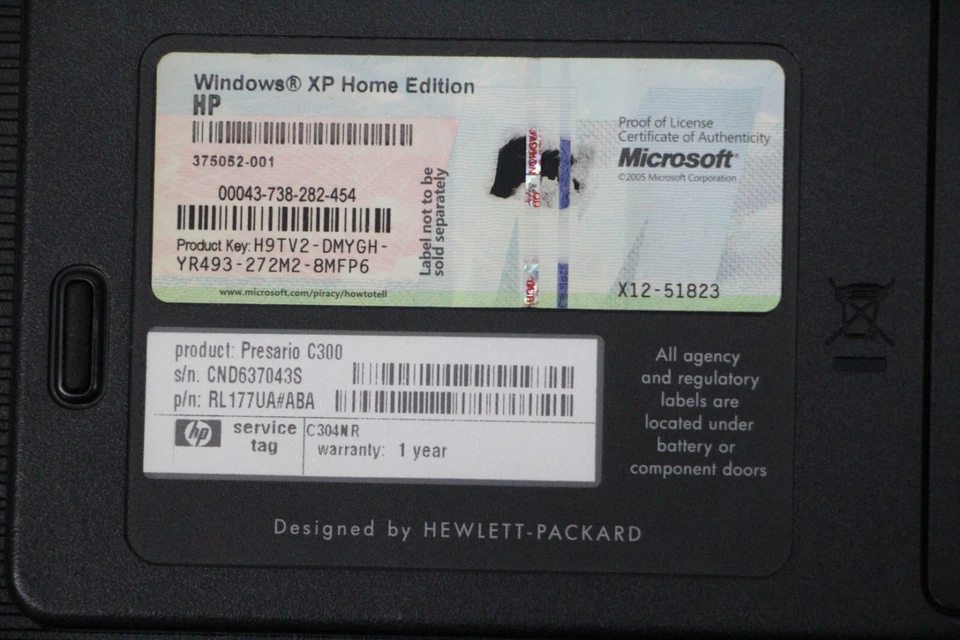 Windows® XP Home Edition
HP
375052-001
00043-738-282-454
Product Key: H9TV2-DMYGH-
YR493-272M2-8MFP6
www.microsoft.com/piracy/howtotell
Label not to be
sold separately
Proof of License
Certificate of Authenticity
Microsoft®
©2005 Microsoft Corporation
X12-51823
product: Presario C300
s/n. CND637043S
p/n: RL177UA#ABA
hp
service
tag
C304NR
warranty: 1 year
All agency
and regulatory
labels are
located under
battery or
component doors
Designed by HEWLETT-PACKARD